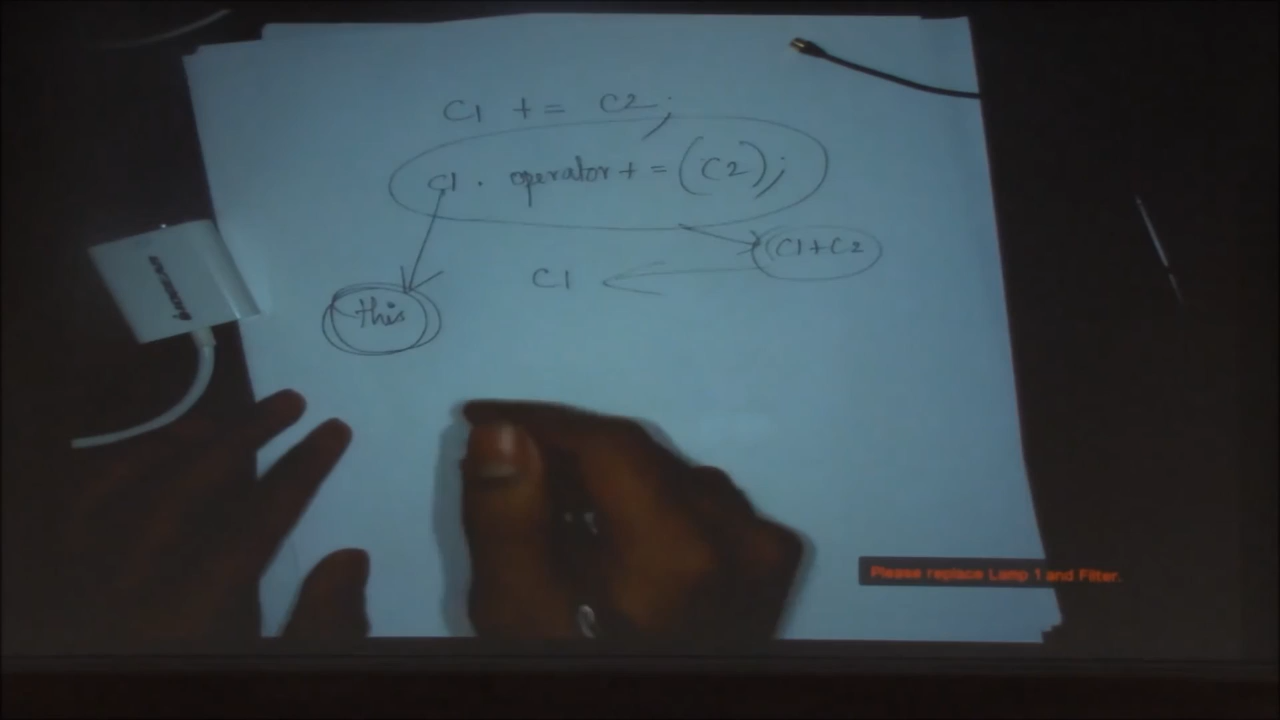 C1 += C2;
C1 . operator += (C2);
(C1+C2
C1
this
Please replace Lamp 1 and Filter.